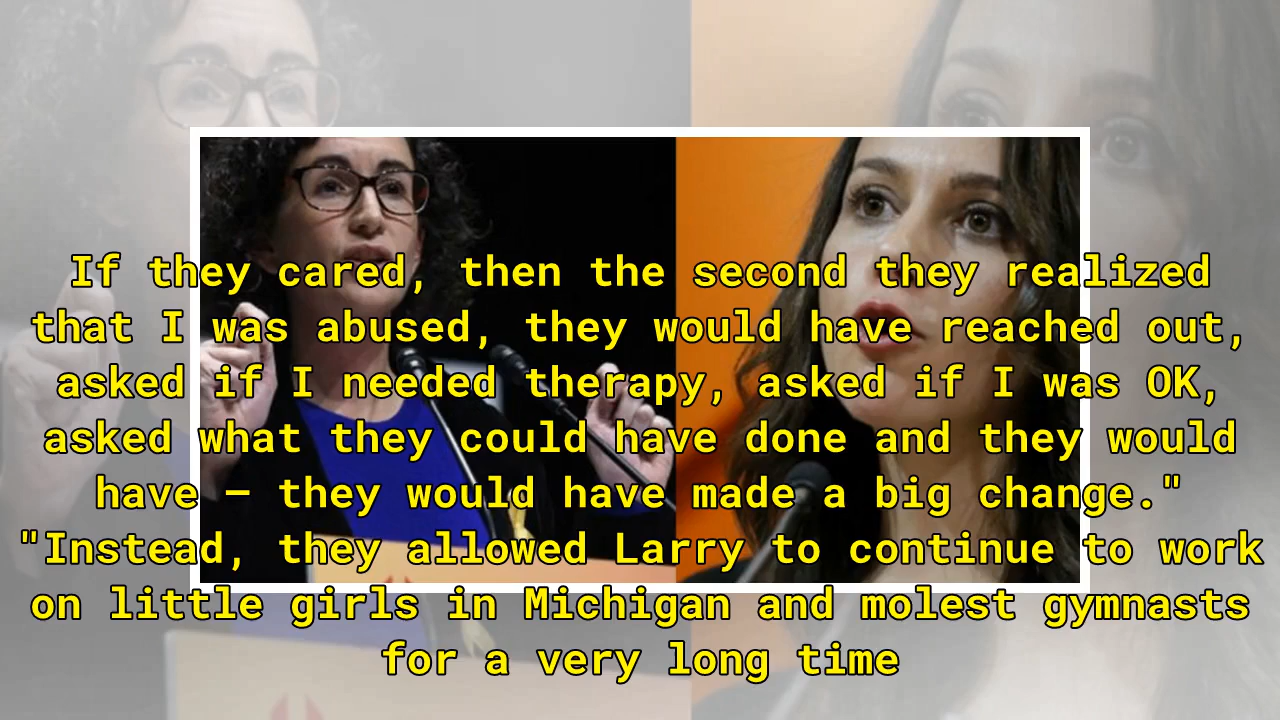 If they cared, then the second they realized
that I was abused, they would have reached out,
asked if I needed therapy, asked if I was OK,
asked what they could have done and they would
have — they would have made a big change."
"Instead, they allowed Larry to continue to work
on little girls in Michigan and molest gymnasts
for a very long time